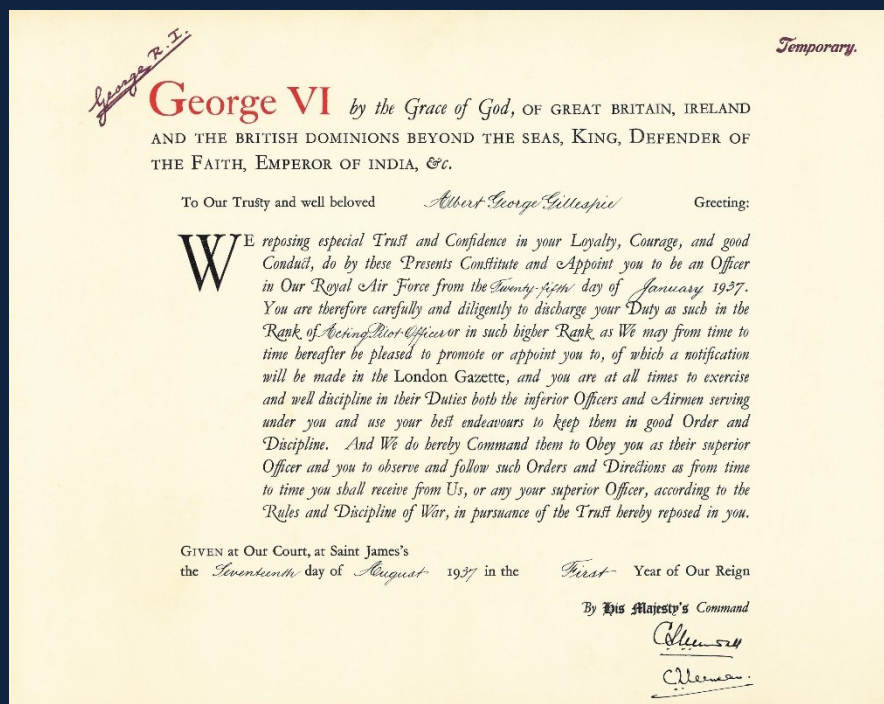 George R. I.
Temporary.
George VI by the Grace of God, OF GREAT BRITAIN, IRELAND
AND THE BRITISH DOMINIONS BEYOND THE SEAS, KING, DEFENDER OF
THE FAITH, EMPEROR OF INDIA, &c.
To Our Trusty and well beloved Albert George Gillespie Greeting:
WE reposing especial Trust and Confidence in your Loyalty, Courage, and good
Conduct, do by these Presents Constitute and Appoint you to be an Officer
in Our Royal Air Force from the Twenty-fifth day of January 1937.
You are therefore carefully and diligently to discharge your Duty as such in the
Rank of Acting Pilot Officer or in such higher Rank as We may from time to
time hereafter be pleased to promote or appoint you to, of which a notification
will be made in the London Gazette, and you are at all times to exercise
and well discipline in their Duties both the inferior Officers and Airmen serving
under you and use your best endeavours to keep them in good Order and
Discipline. And We do hereby Command them to Obey you as their superior
Officer and you to observe and follow such Orders and Directions as from time
to time you shall receive from Us, or any your superior Officer, according to the
Rules and Discipline of War, in pursuance of the Trust hereby reposed in you.
GIVEN at Our Court, at Saint James's
the Seventeenth day of August 1937 in the First Year of Our Reign
By His Majesty's Command